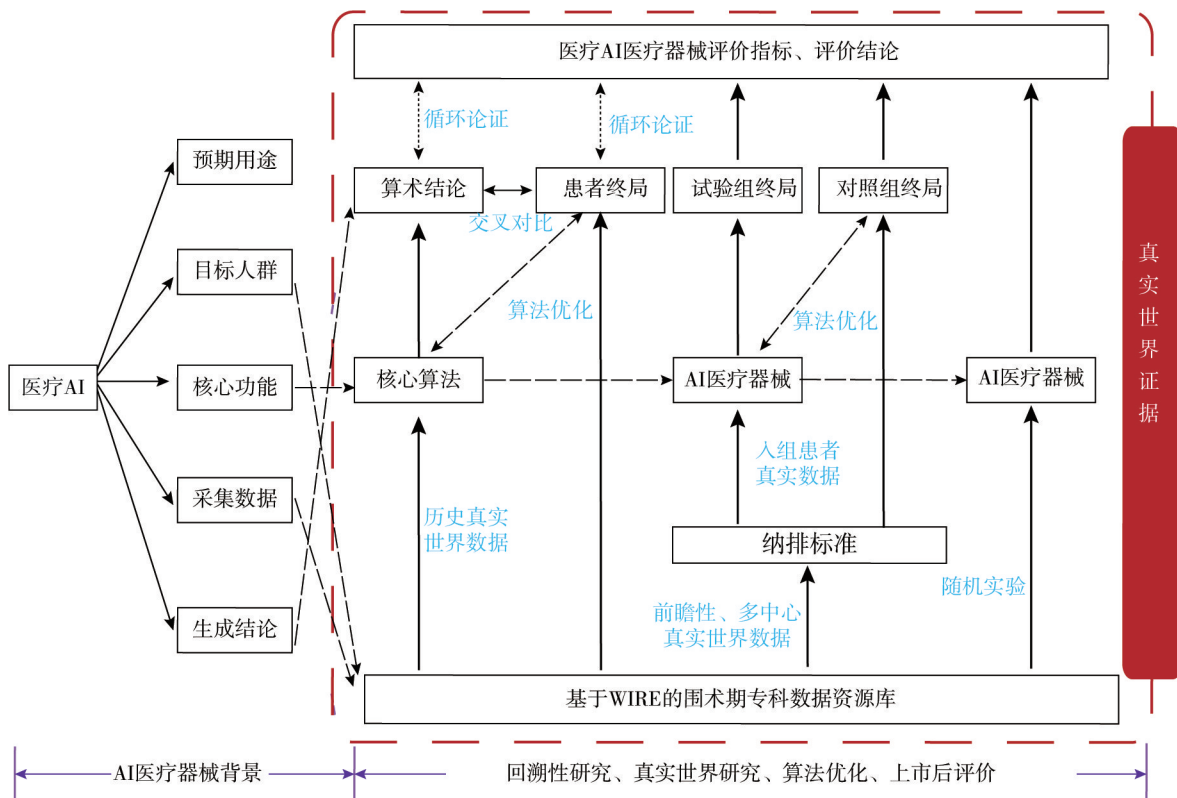 医疗AI医疗器械评价指标、评价结论
循环论证
循环论证
预期用途
算术结论
患者终局
试验组终局
对照组终局
交叉对比
目标人群
算法优化
算法优化
医疗AI
核心功能
核心算法
AI医疗器械
AI医疗器械
入组患者
真实数据
采集数据
历史真实
世界数据
纳排标准
随机实验
前瞻性、多中心
真实世界数据
生成结论
基于WIRE的围术期专科数据资源库
真实世界证据
AI医疗器械背景
回溯性研究、真实世界研究、算法优化、上市后评价